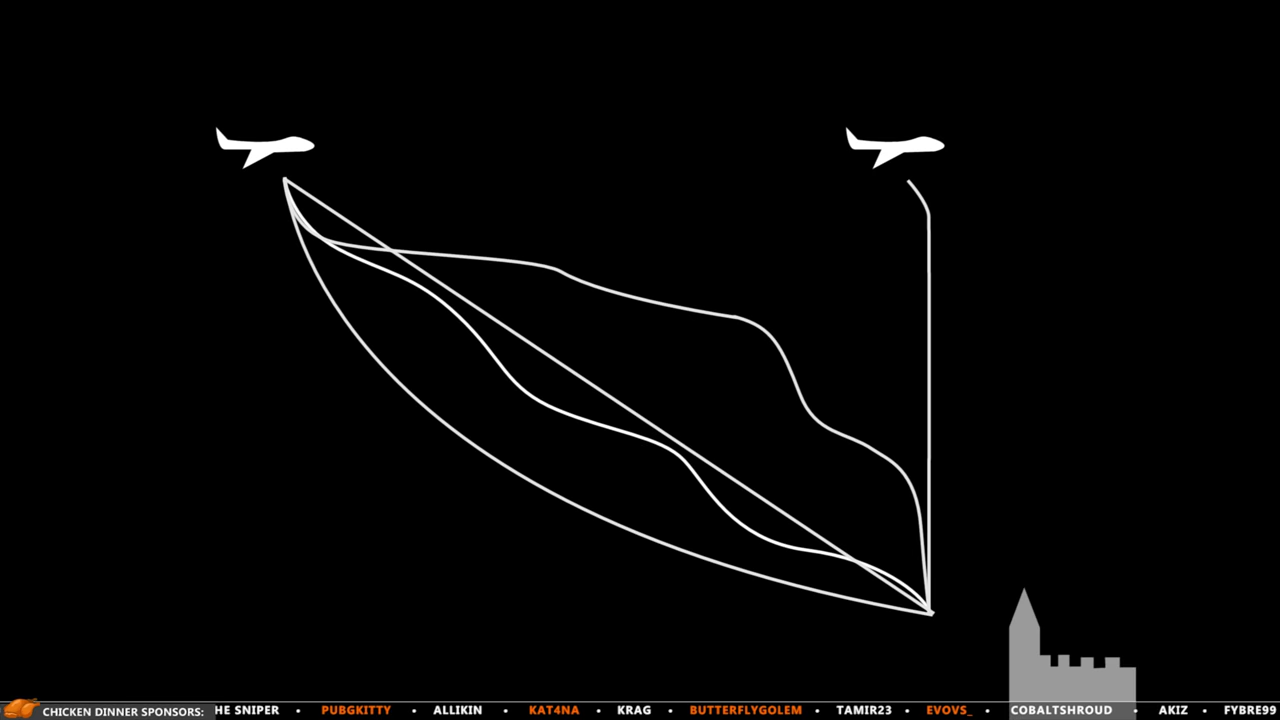 CHICKEN DINNER SPONSORS: HE SNIPER • PUBGKITTY • ALLIKIN • KAT4NA • KRAG • BUTTERFLYGOLEM • TAMIR23 • EVOVS_ • COBALTSHROUD • AKIZ • FYBRE99